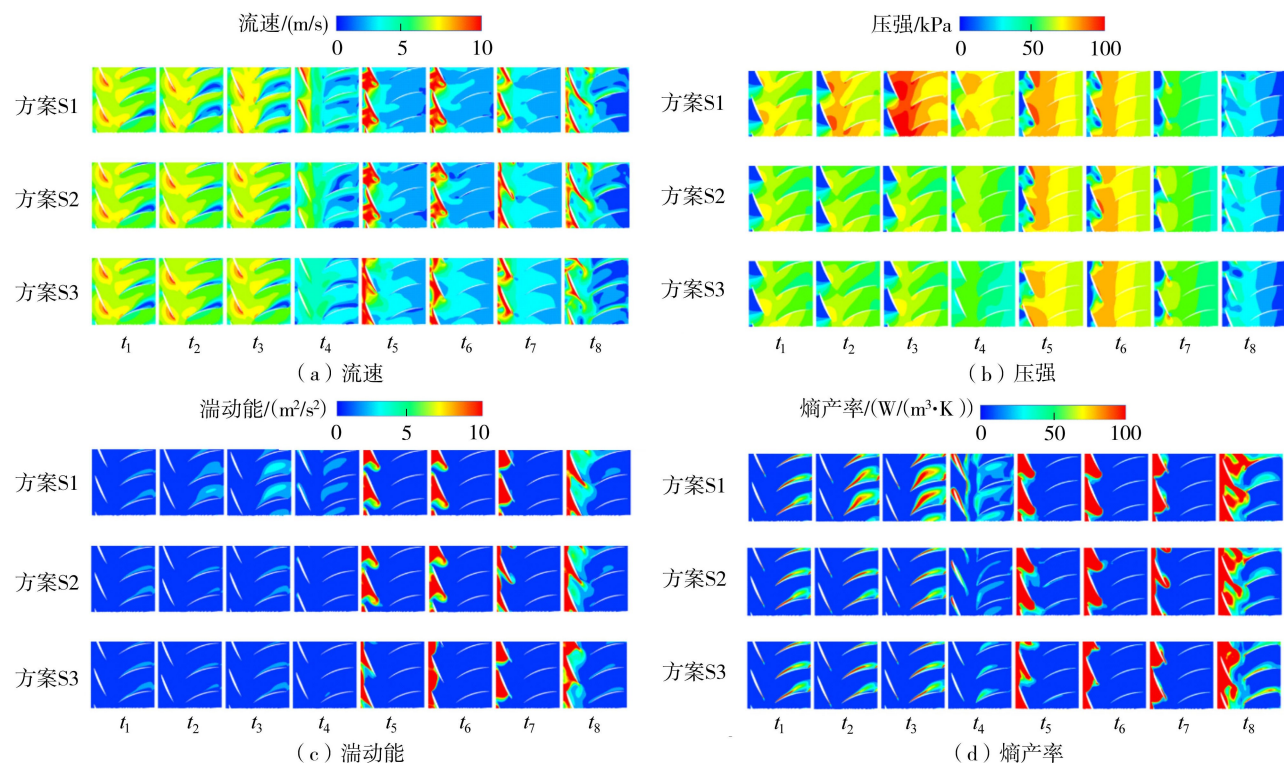 流速/(m/s)
0 5 10
方案S1
方案S2
方案S3
t₁ t₂ t₃ t₄ t₅ t₆ t₇ t₈
（a）流速
压强/kPa
0 50 100
方案S1
方案S2
方案S3
t₁ t₂ t₃ t₄ t₅ t₆ t₇ t₈
（b）压强
湍动能/(m²/s²)
0 5 10
方案S1
方案S2
方案S3
t₁ t₂ t₃ t₄ t₅ t₆ t₇ t₈
（c）湍动能
熵产率/(W/(m³·K))
0 50 100
方案S1
方案S2
方案S3
t₁ t₂ t₃ t₄ t₅ t₆ t₇ t₈
（d）熵产率